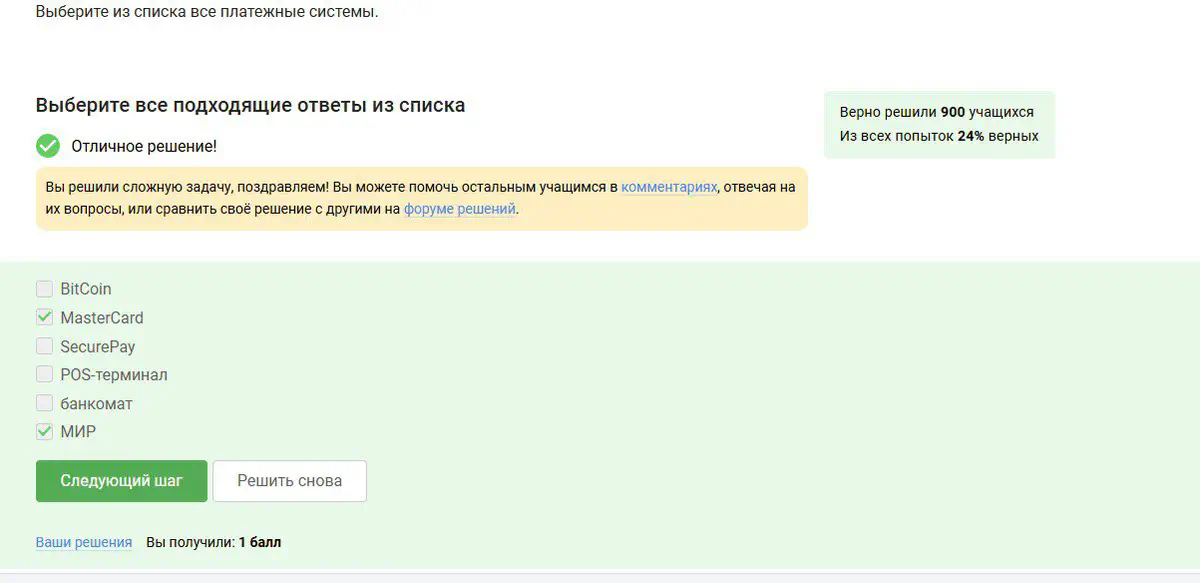 Выберите из списка все платежные системы.
Выберите все подходящие ответы из списка
Верно решили 900 учащихся
Из всех попыток 24% верных
Отличное решение!
Вы решили сложную задачу, поздравляем! Вы можете помочь остальным учащимся в комментариях, отвечая на
их вопросы, или сравнить своё решение с другими на форуме решений.
BitCoin
MasterCard
SecurePay
POS-терминал
банкомат
МИР
Следующий шаг
Решить снова
Ваши решения Вы получили: 1 балл